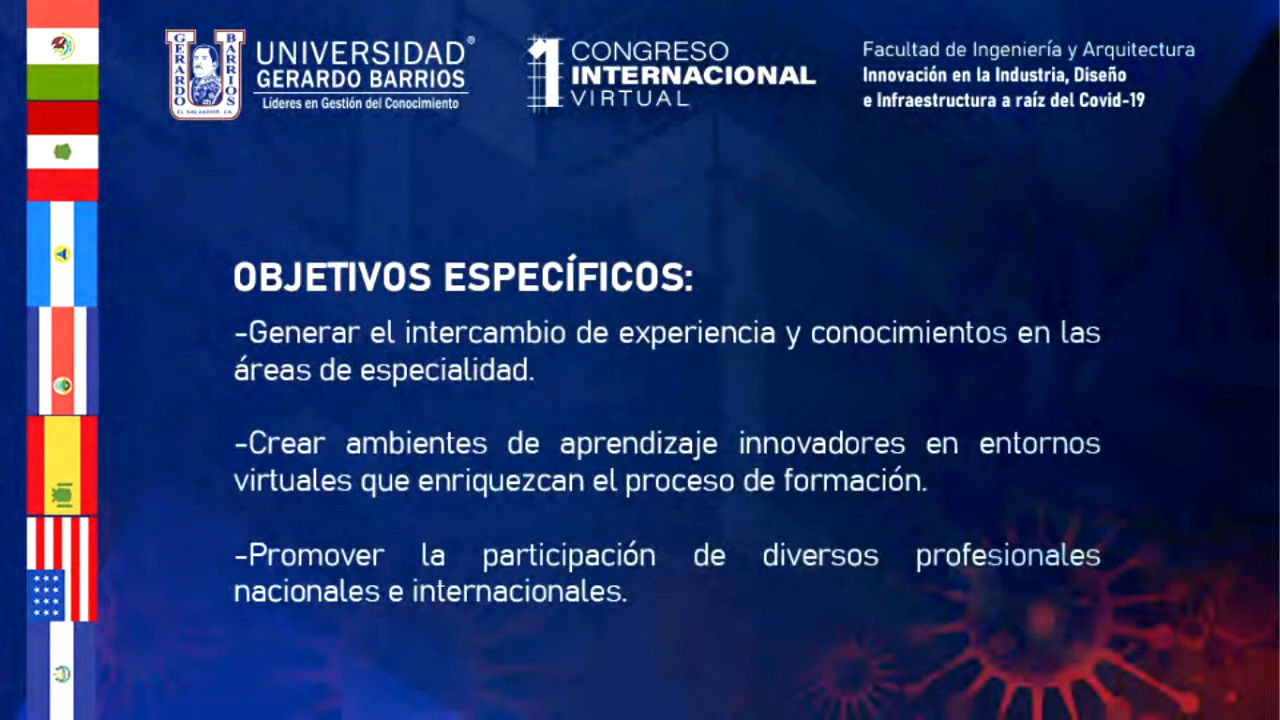 GERARDO BARRIOS
U
EL SALVADOR, C.A.
UNIVERSIDAD®
GERARDO BARRIOS
Líderes en Gestión del Conocimiento
1 CONGRESO
INTERNACIONAL
VIRTUAL
Facultad de Ingeniería y Arquitectura
Innovación en la Industria, Diseño
e Infraestructura a raíz del Covid-19
OBJETIVOS ESPECÍFICOS:
-Generar el intercambio de experiencia y conocimientos en las
áreas de especialidad.
-Crear ambientes de aprendizaje innovadores en entornos
virtuales que enriquezcan el proceso de formación.
-Promover la participación de diversos profesionales
nacionales e internacionales.